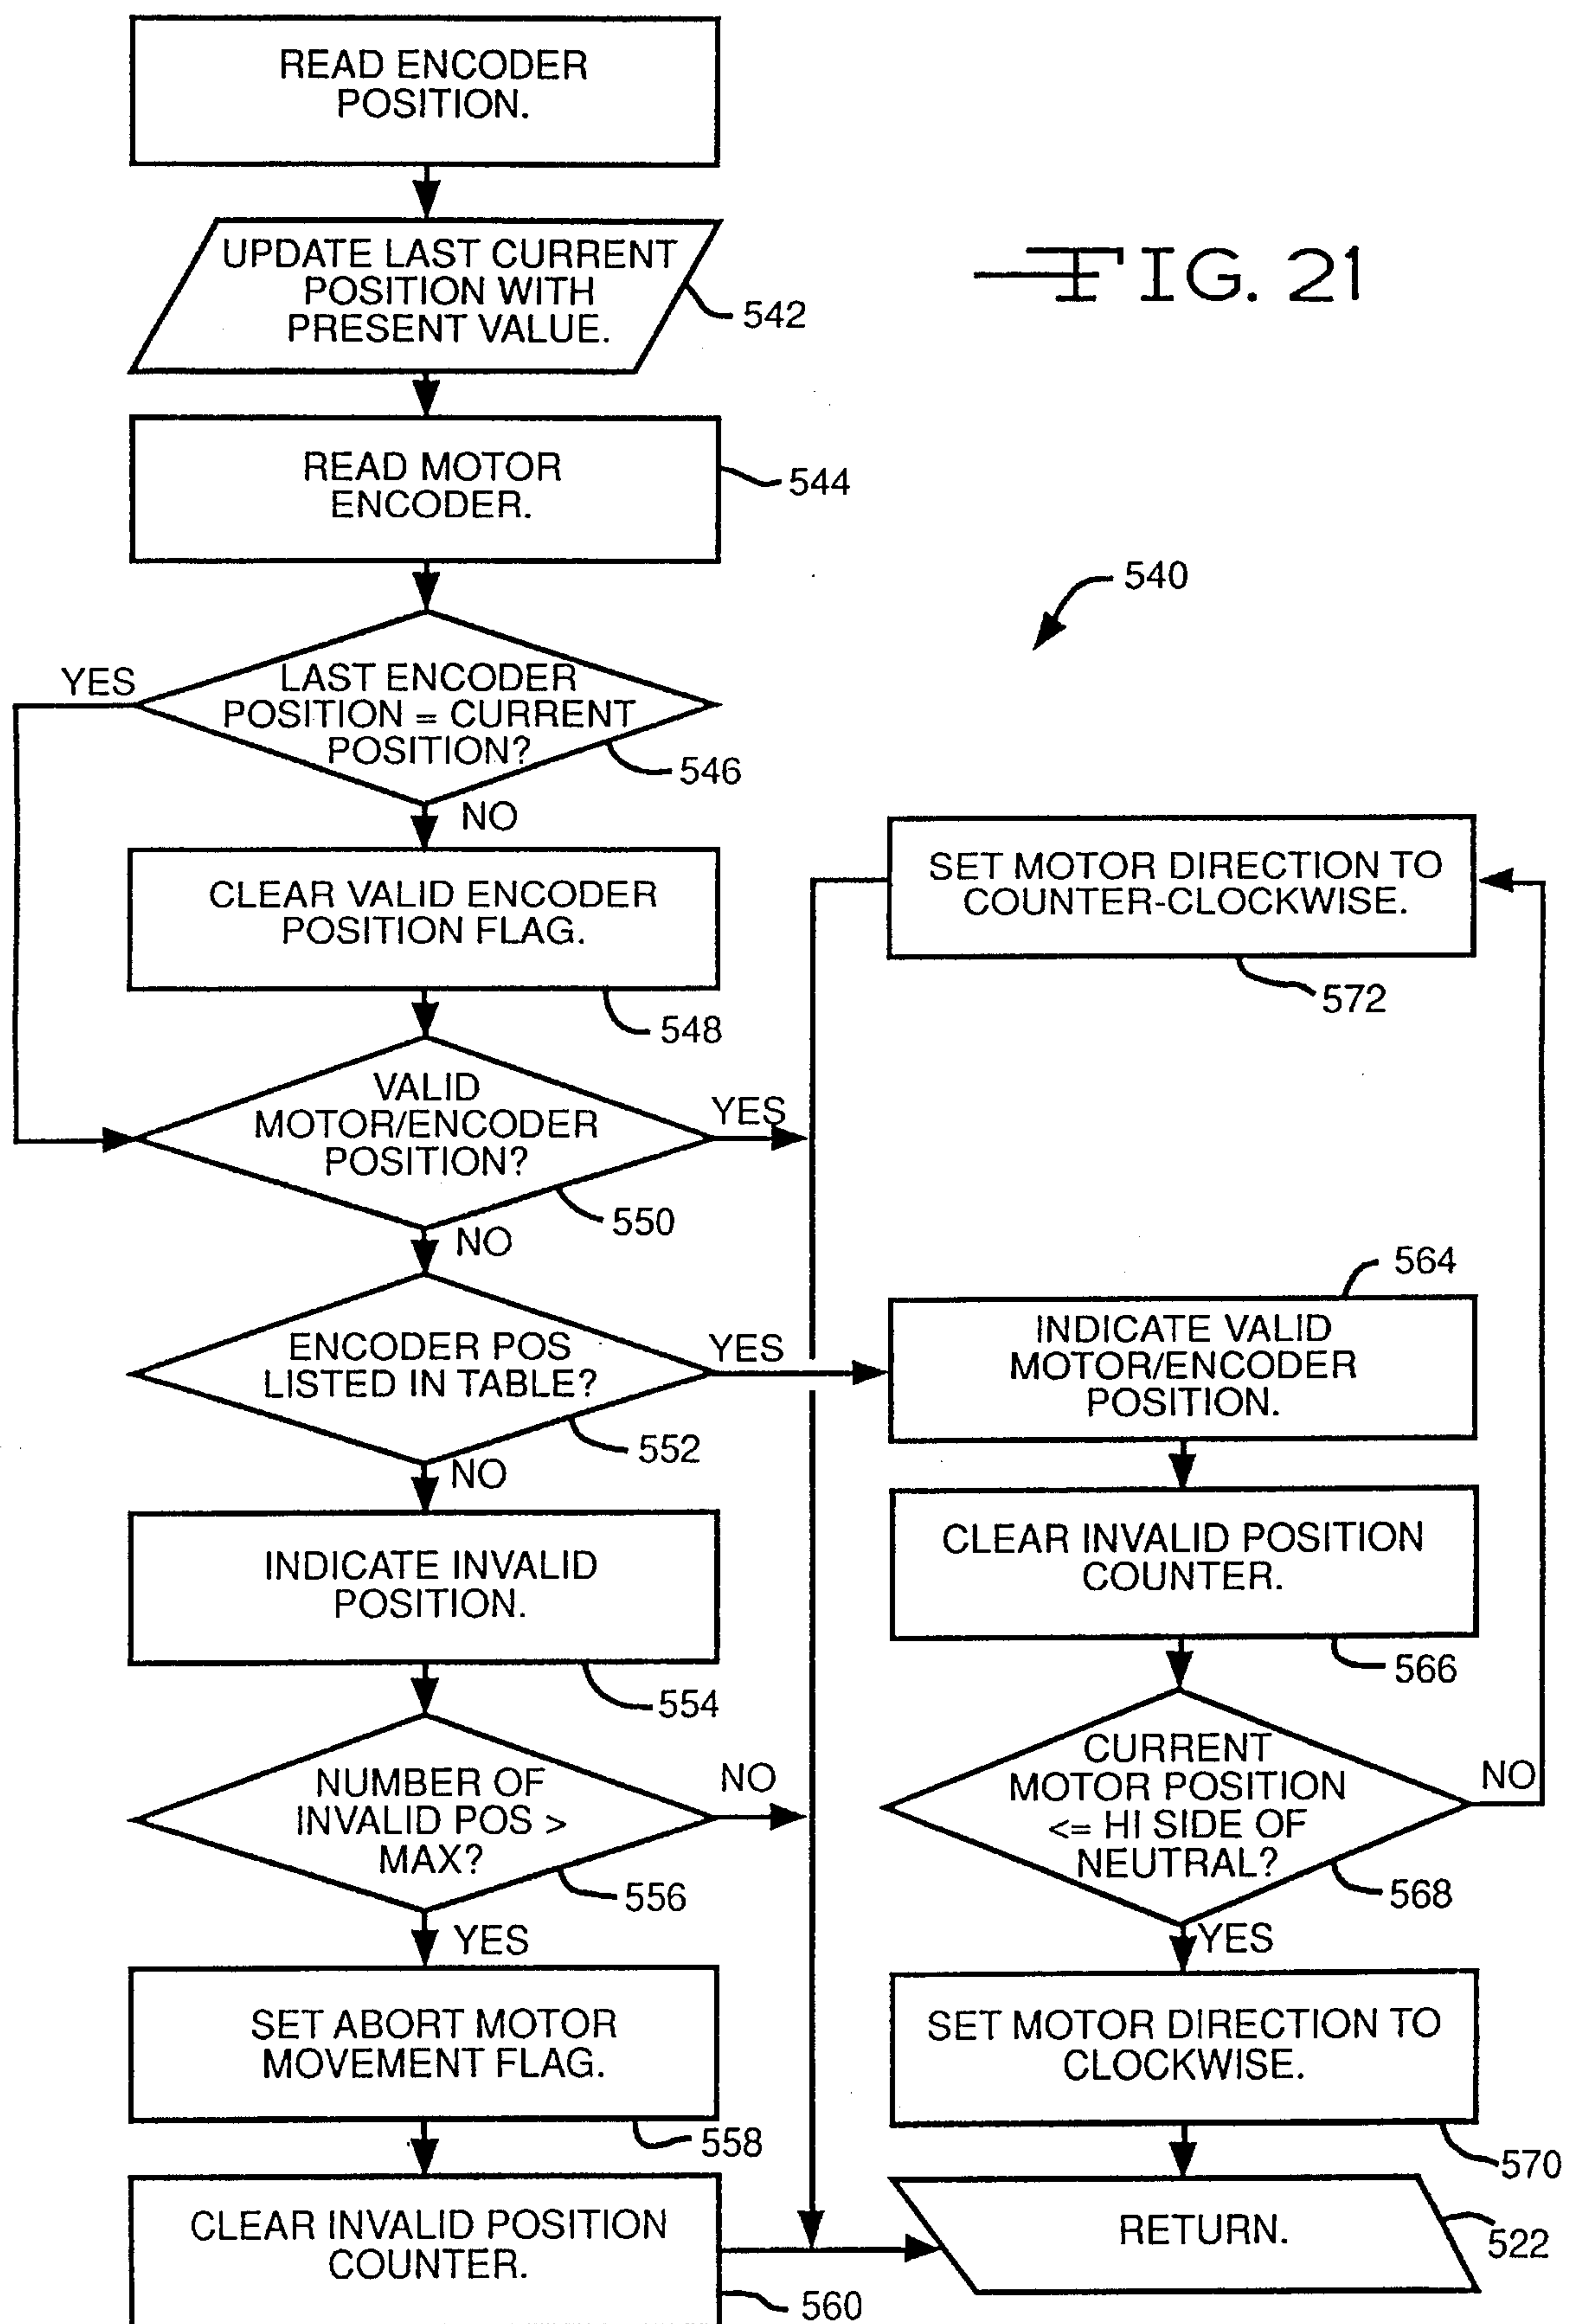 READ ENCODER
POSITION.
UPDATE LAST CURRENT
POSITION WITH
PRESENT VALUE.
542
FIG. 21
READ MOTOR
ENCODER.
544
540
YES
LAST ENCODER
POSITION = CURRENT
POSITION?
546
NO
CLEAR VALID ENCODER
POSITION FLAG.
548
SET MOTOR DIRECTION TO
COUNTER-CLOCKWISE.
572
VALID
MOTOR/ENCODER
POSITION?
YES
550
NO
ENCODER POS
LISTED IN TABLE?
YES
552
NO
564
INDICATE VALID
MOTOR/ENCODER
POSITION.
CLEAR INVALID POSITION
COUNTER.
566
INDICATE INVALID
POSITION.
554
NUMBER OF
INVALID POS >
MAX?
NO
556
YES
CURRENT
MOTOR POSITION
<= HI SIDE OF
NEUTRAL?
NO
568
YES
SET ABORT MOTOR
MOVEMENT FLAG.
558
SET MOTOR DIRECTION TO
CLOCKWISE.
570
CLEAR INVALID POSITION
COUNTER.
560
RETURN.
522